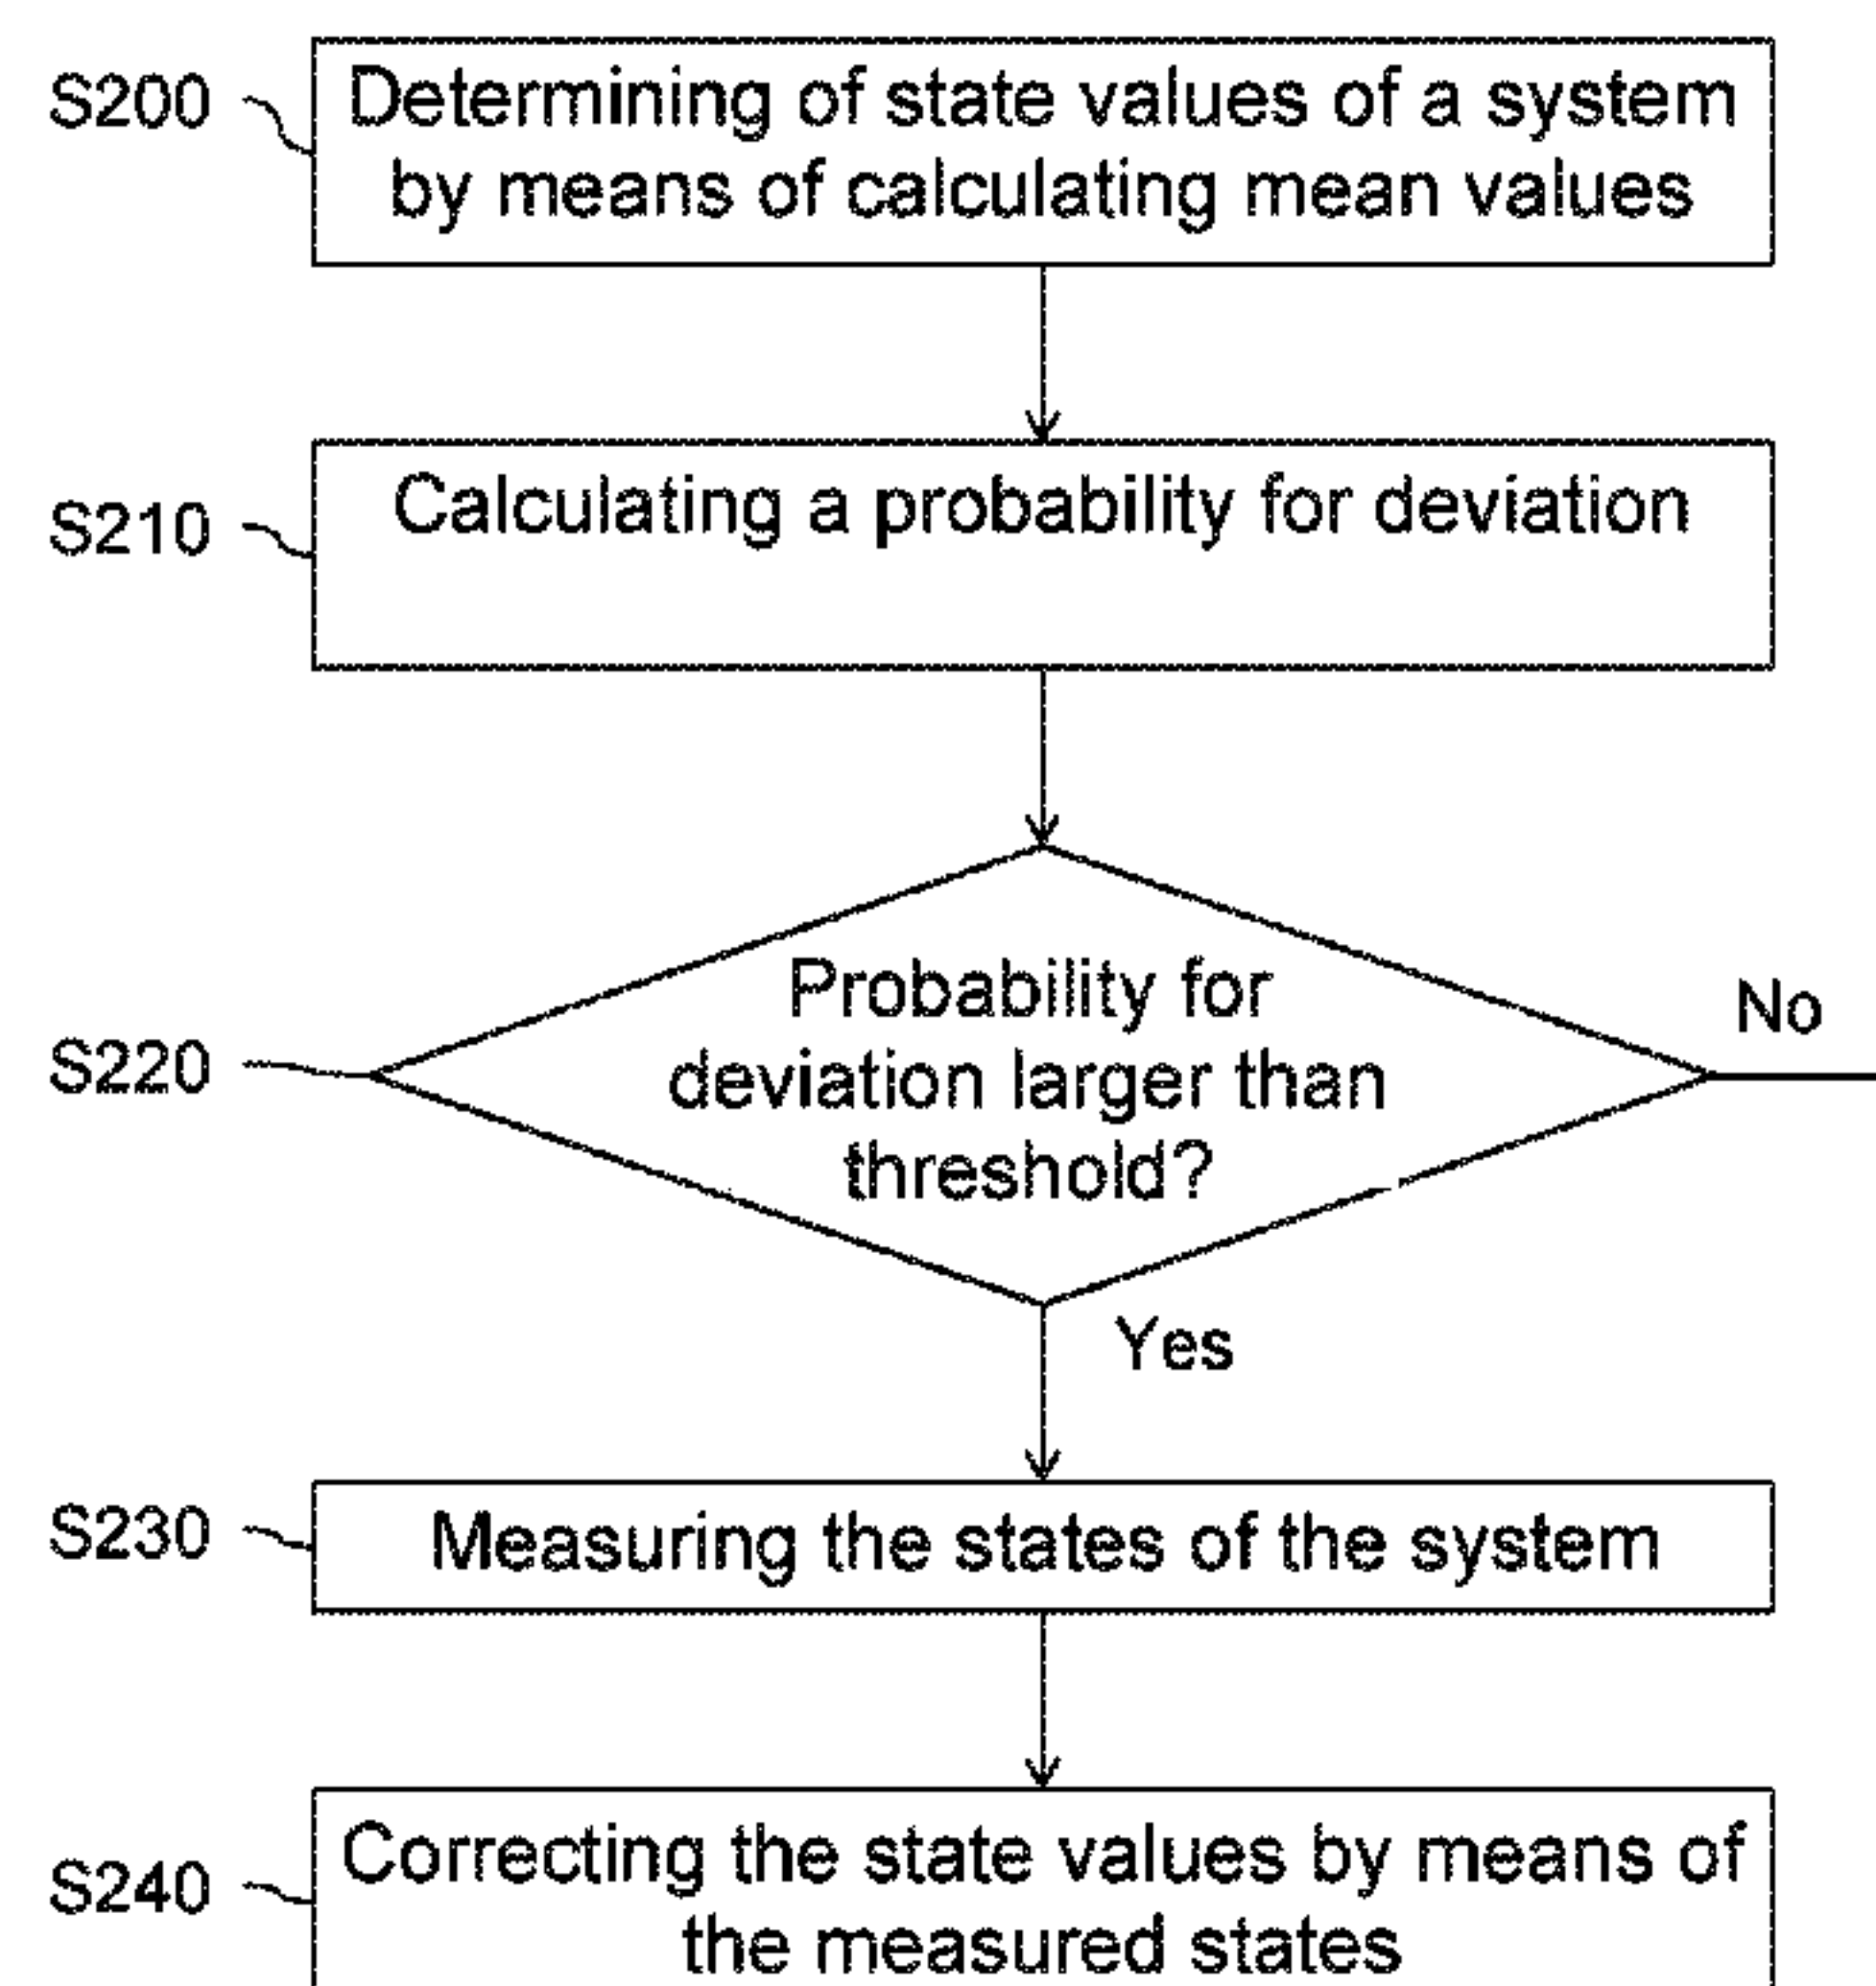 S200
Determining of state values of a system
by means of calculating mean values
S210
Calculating a probability for deviation
S220
Probability for
deviation larger than
threshold?
No
Yes
S230
Measuring the states of the system
S240
Correcting the state values by means of
the measured states